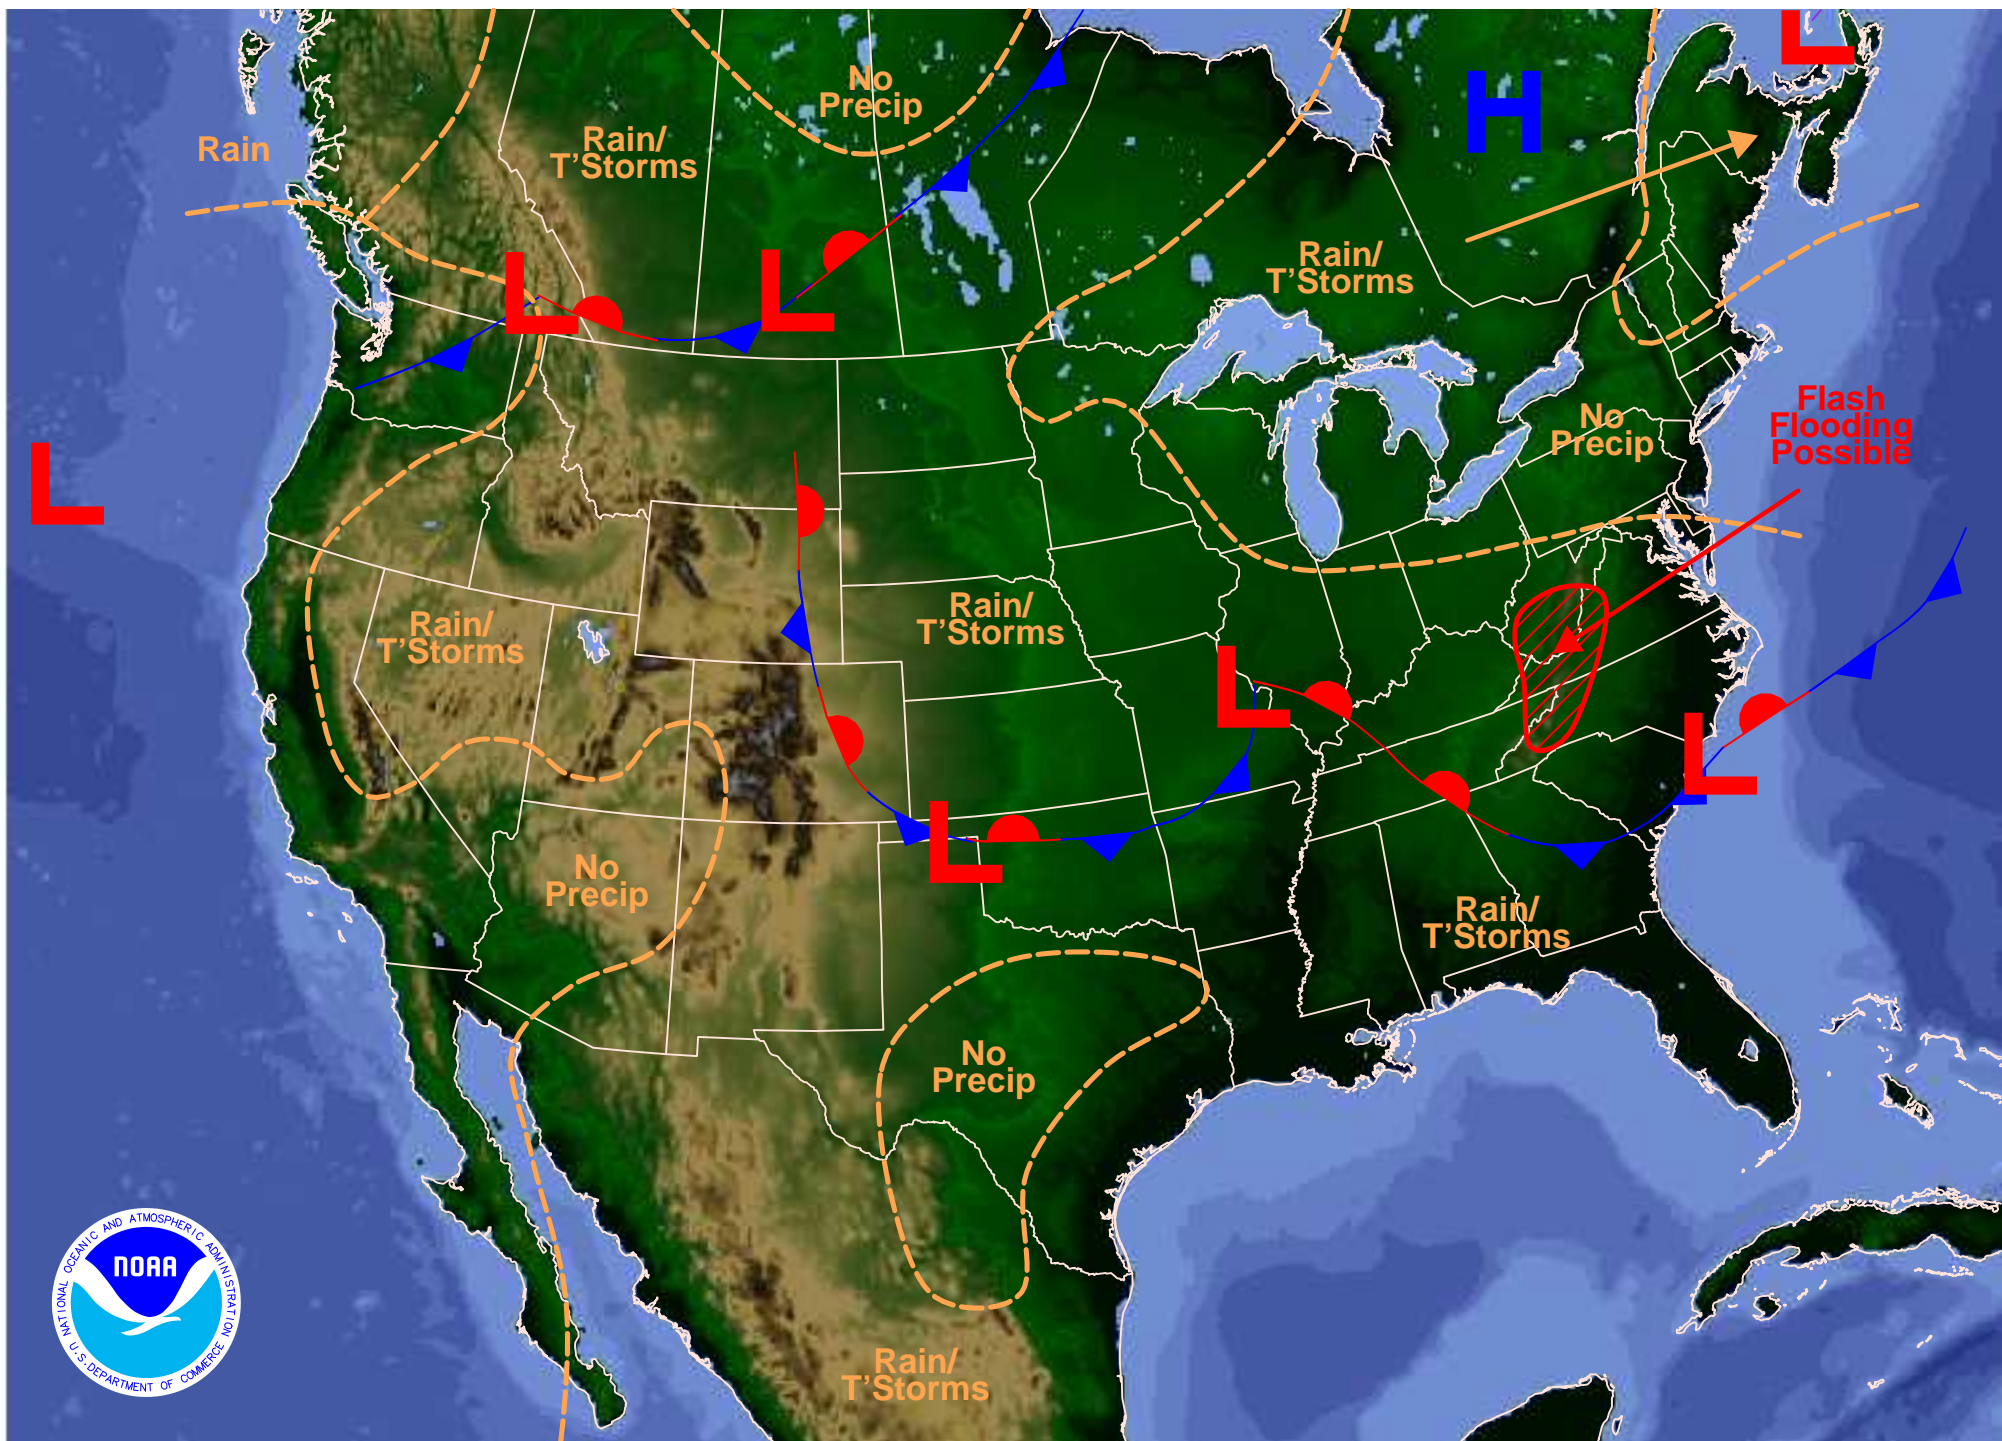 L
No
Precip
H
Rain
Rain/
T'Storms
L
L
Rain/
T'Storms
L
Flash
Flooding
Possible
No
Precip
Rain/
T'Storms
Rain/
T'Storms
L
L
L
No
Precip
Rain/
T'Storms
No
Precip
Rain/
T'Storms
NATIONAL OCEANIC AND ATMOSPHERIC ADMINISTRATION
NOAA
U.S. DEPARTMENT OF COMMERCE